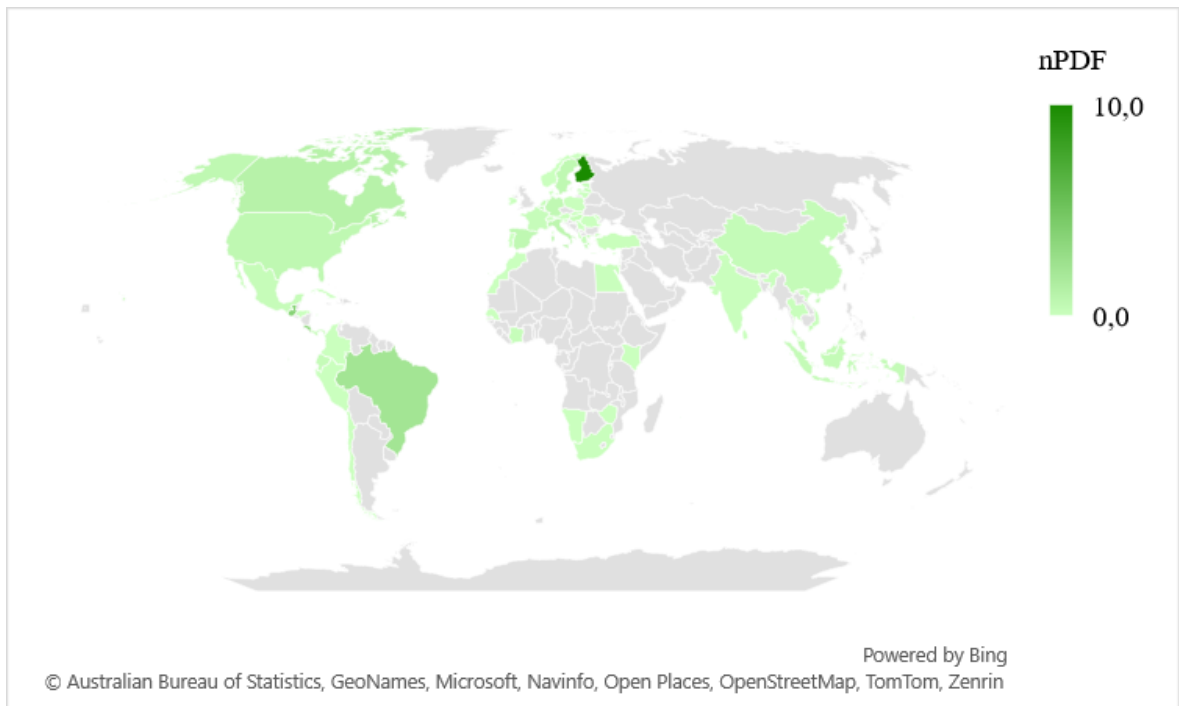 nPDF
10,0
0,0
Powered by Bing
© Australian Bureau of Statistics, GeoNames, Microsoft, Navinfo, Open Places, OpenStreetMap, TomTom, Zenrin